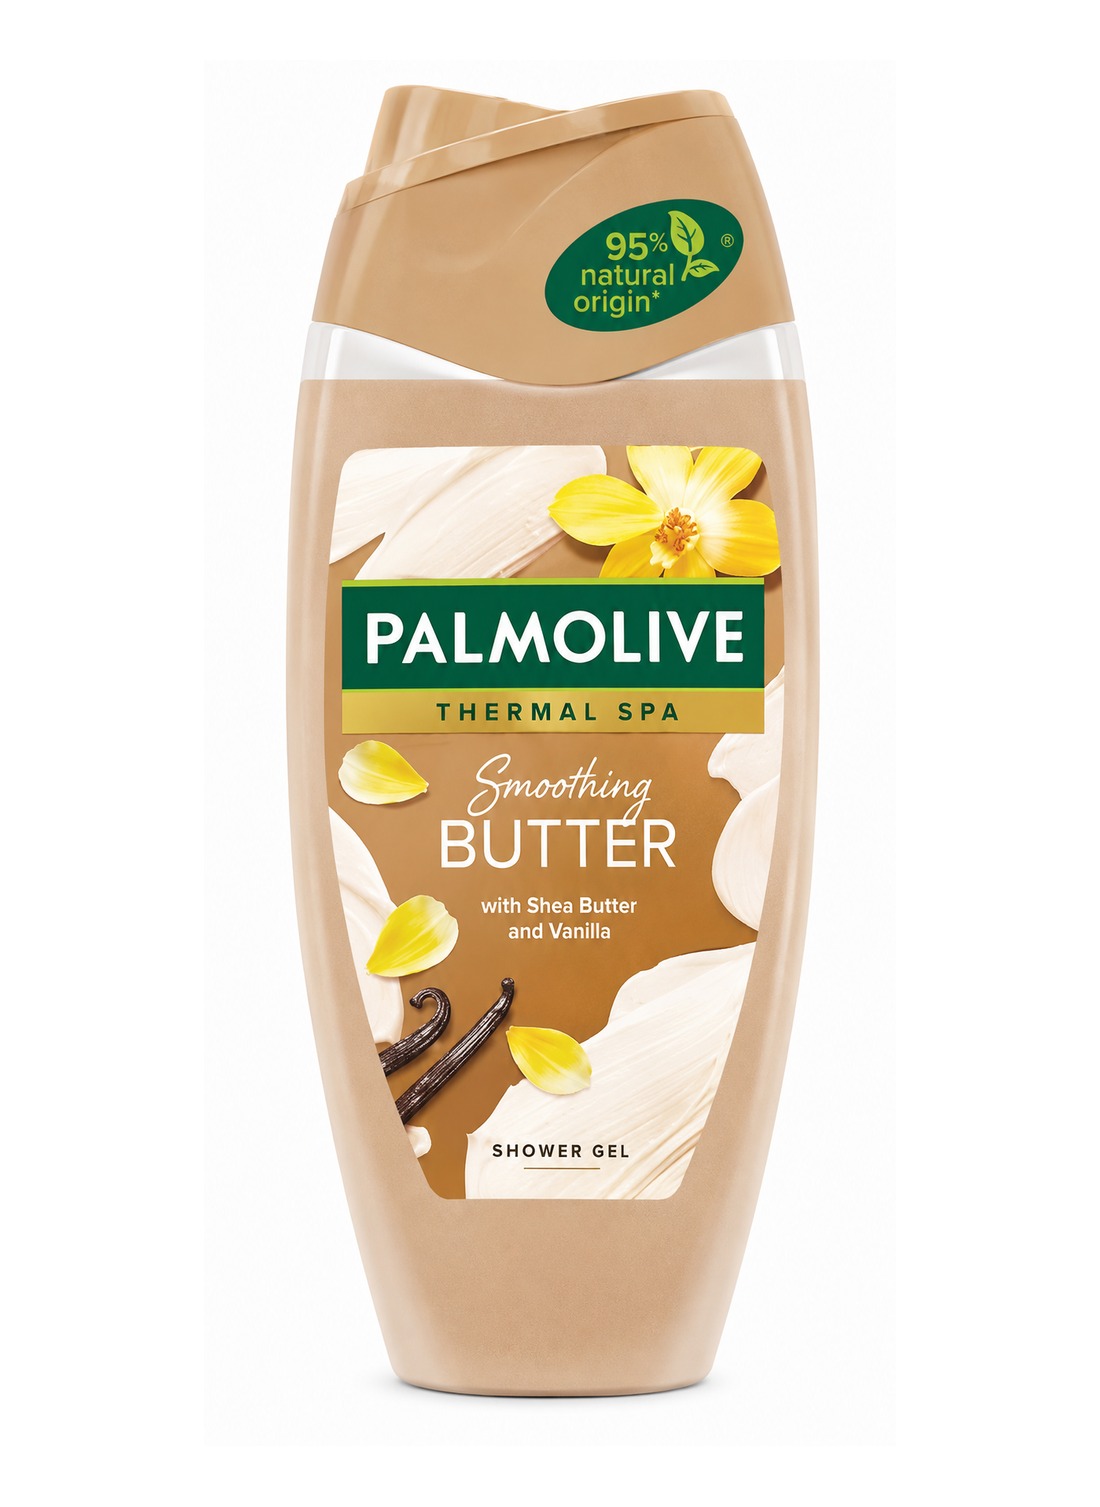 95%
natural
origin*
®
PALMOLIVE
THERMAL SPA
Smoothing
BUTTER
with Shea Butter
and Vanilla
SHOWER GEL